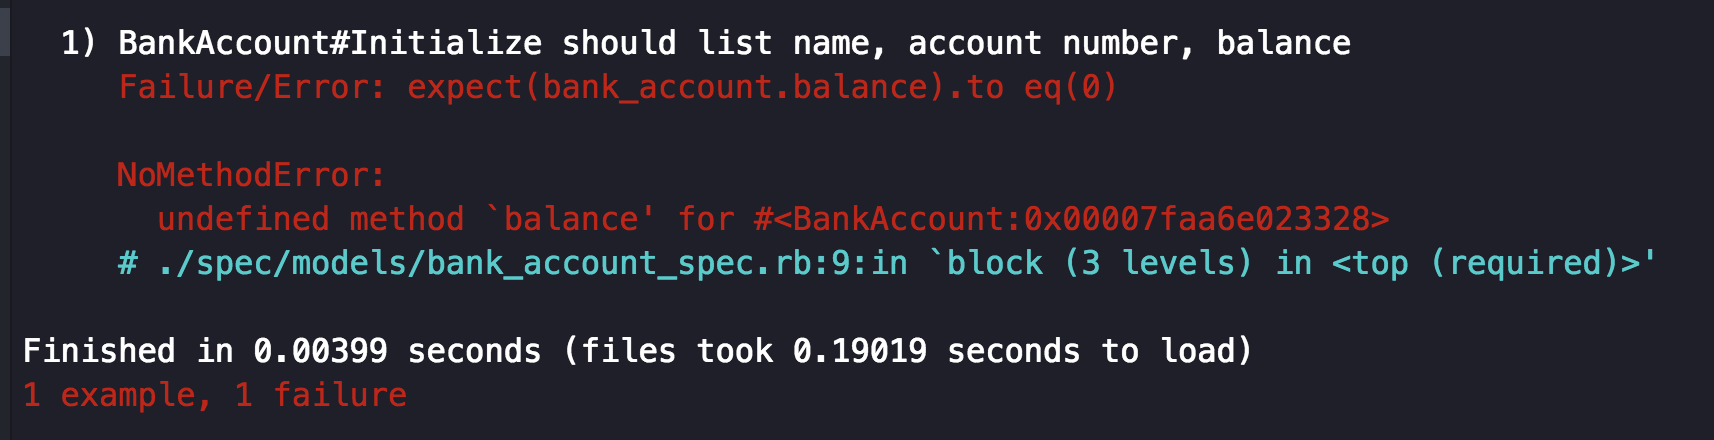 1) BankAccount#Initialize should list name, account number, balance
Failure/Error: expect(bank_account.balance).to eq(0)
NoMethodError:
undefined method `balance' for #<BankAccount:0x00007faa6e023328>
# ./spec/models/bank_account_spec.rb:9:in `block (3 levels) in <top (required)>'
Finished in 0.00399 seconds (files took 0.19019 seconds to load)
1 example, 1 failure